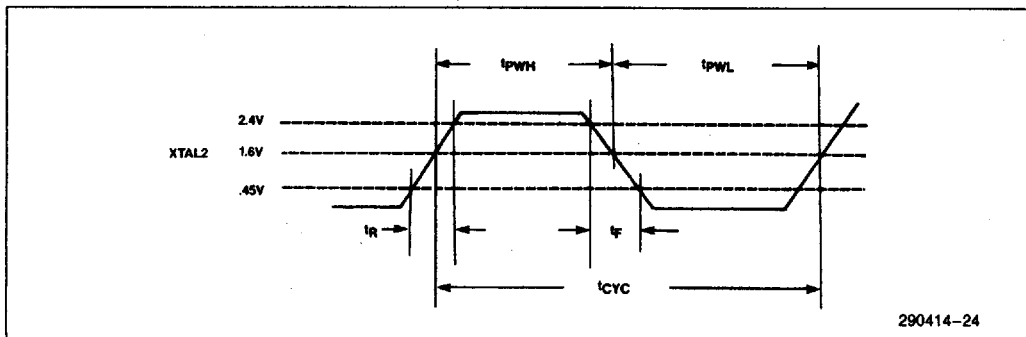 tPWH tPWL
2.4V
XTAL2 1.6V
.45V
tR tF
tCYC
290414–24